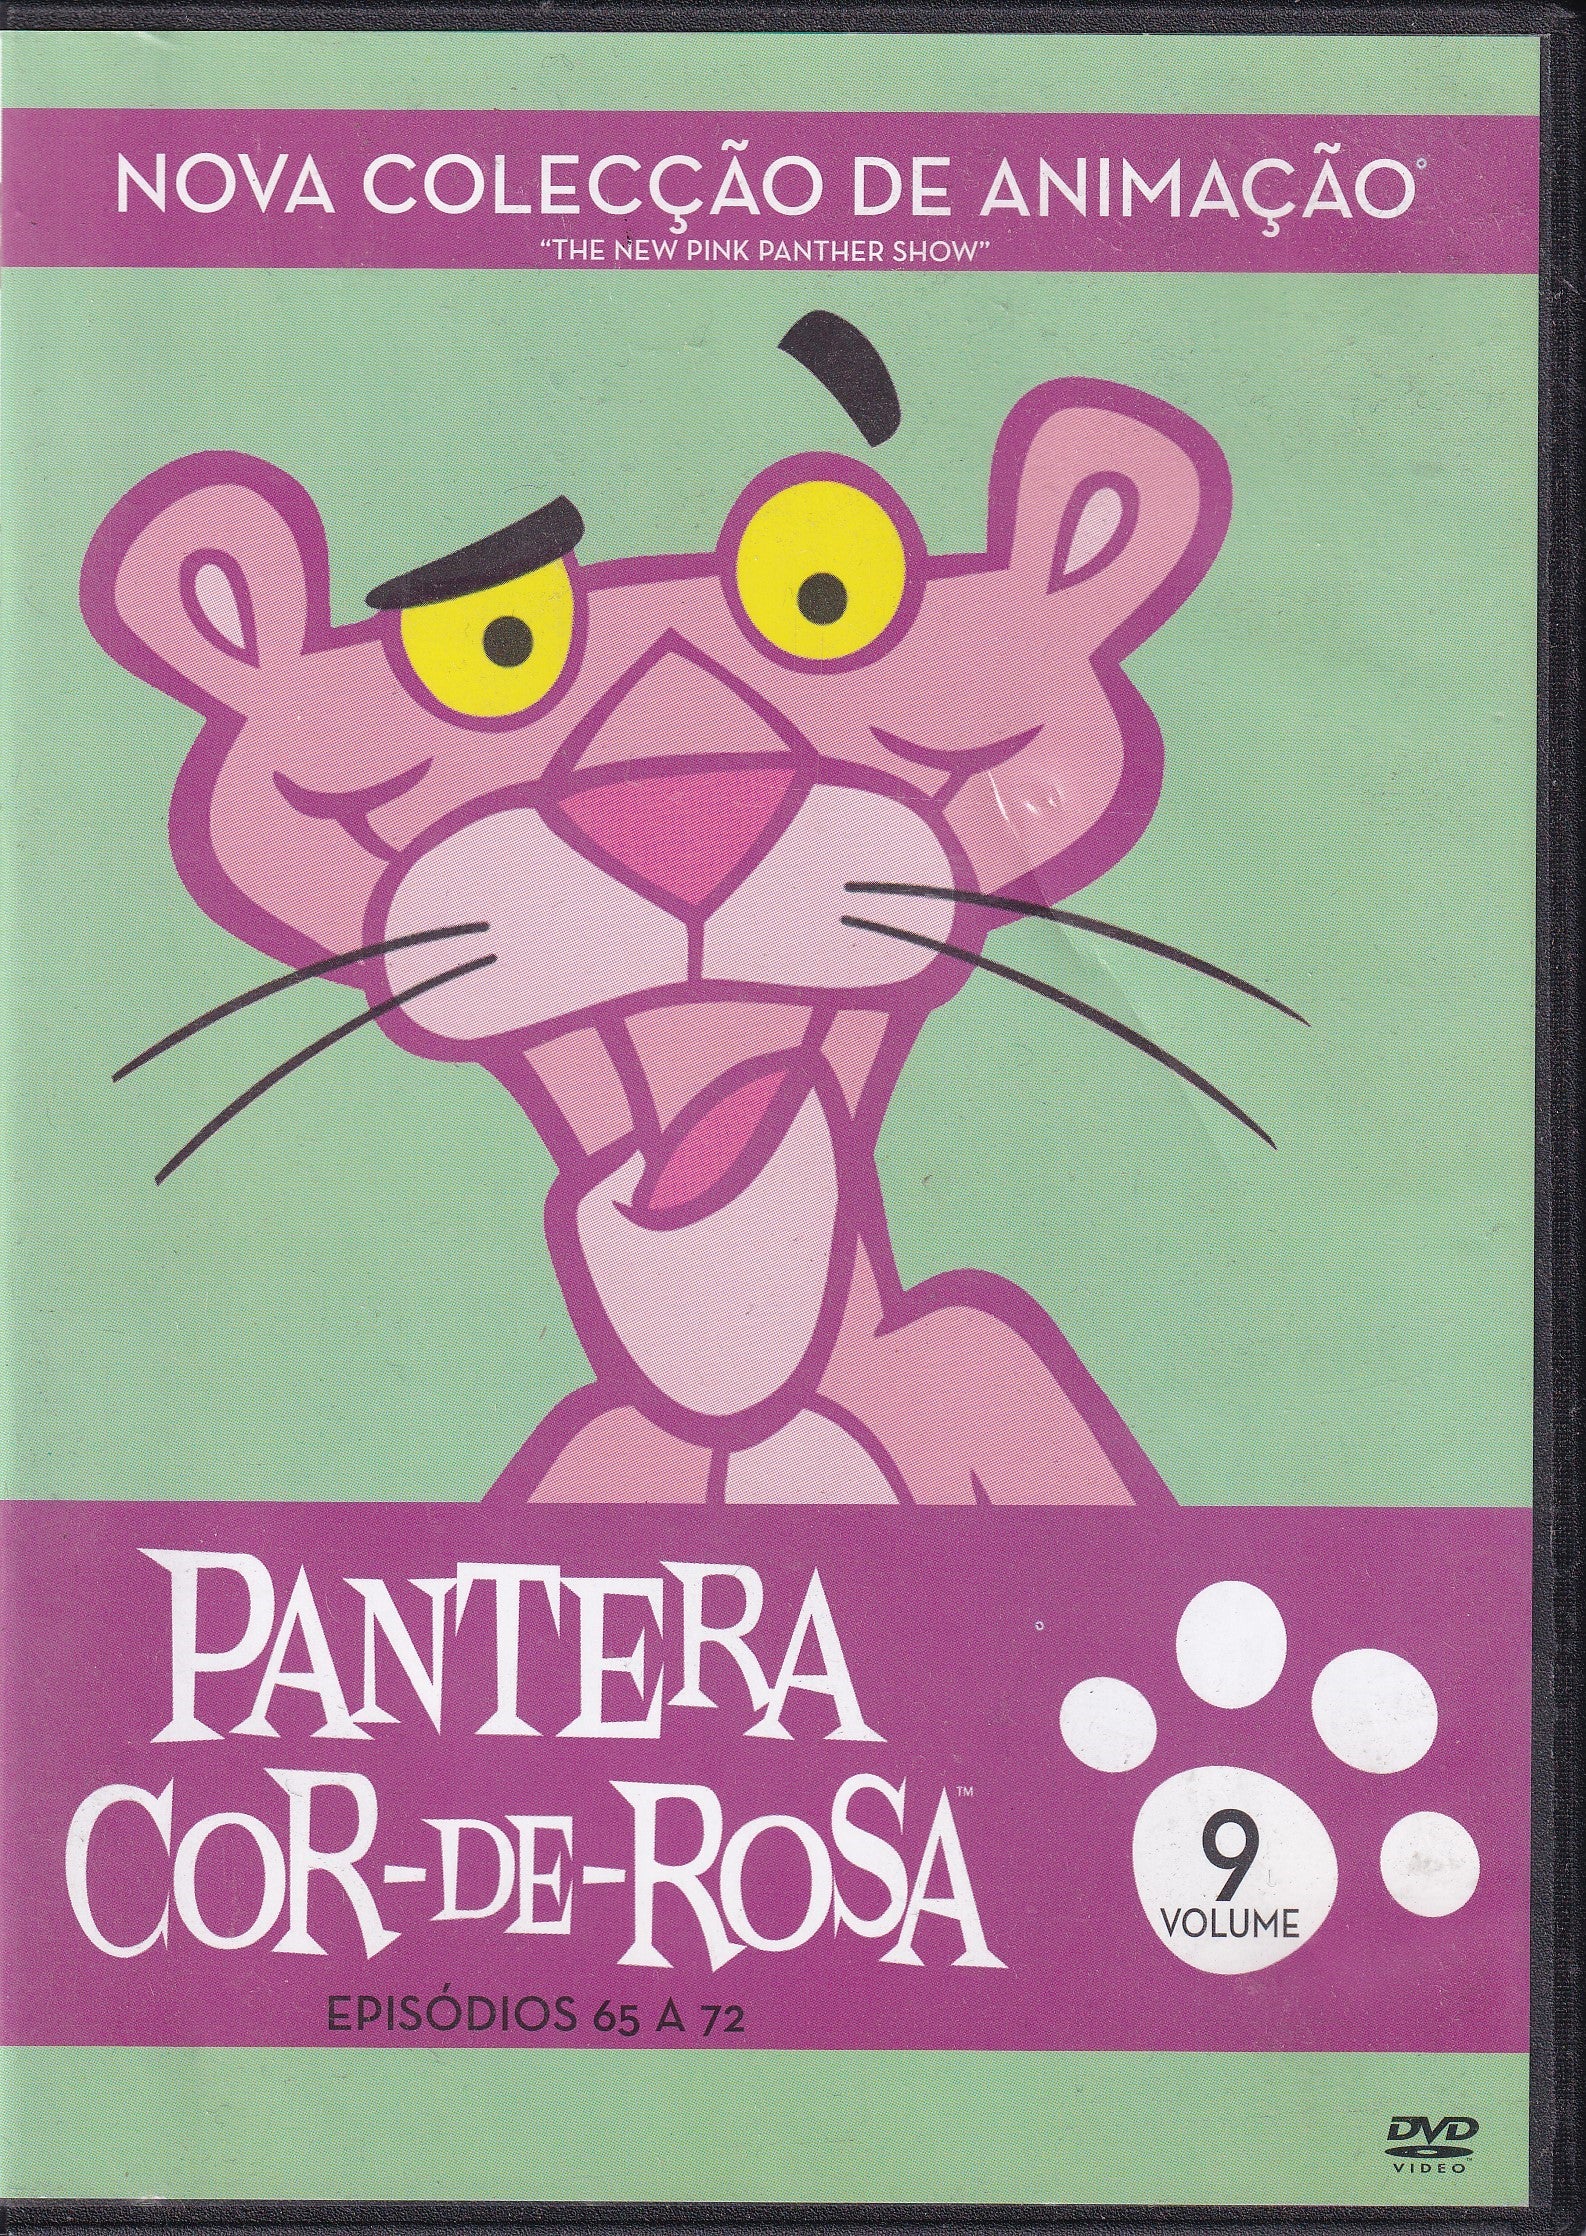 NOVA COLECÇÃO DE ANIMAÇÃO
“THE NEW PINK PANTHER SHOW”
PANTERA
COR-DE-ROSA™
9
VOLUME
EPISÓDIOS 65 A 72
DVD
VIDEO™